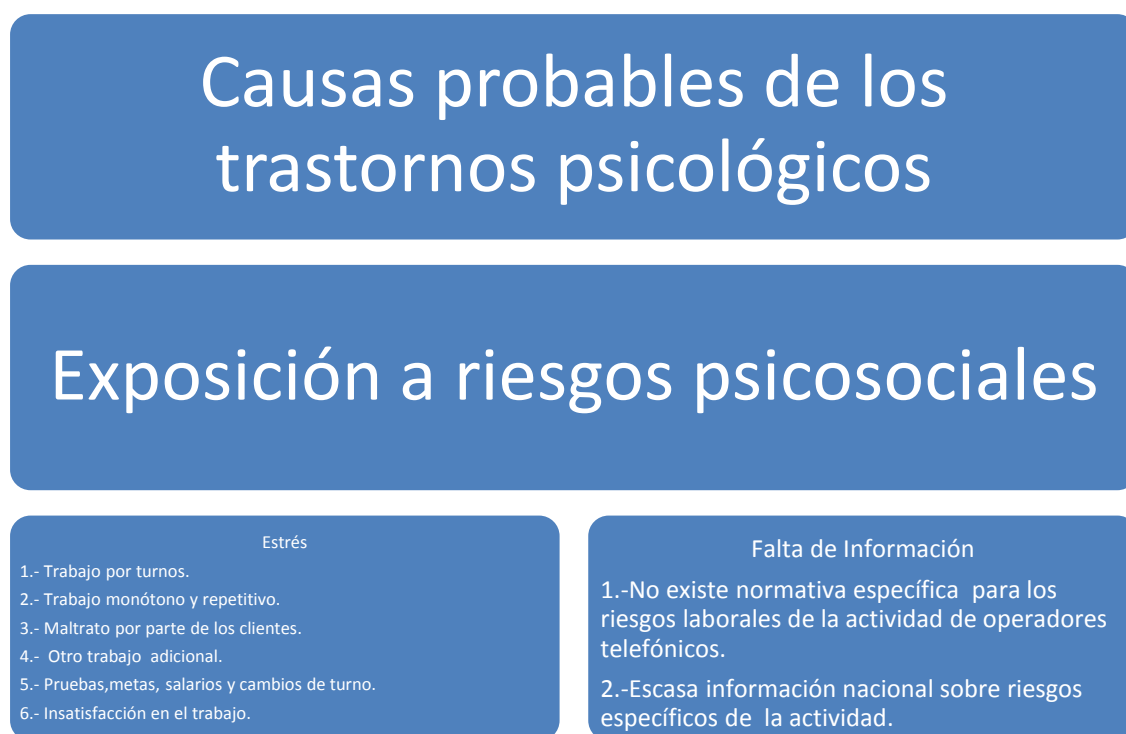 Causas probables de los
trastornos psicológicos
Exposición a riesgos psicosociales
Estrés
1.- Trabajo por turnos.
2.- Trabajo monótono y repetitivo.
3.- Maltrato por parte de los clientes.
4.- Otro trabajo adicional.
5.- Pruebas,metas, salarios y cambios de turno.
6.- Insatisfacción en el trabajo.
Falta de Información
1.-No existe normativa específica para los
riesgos laborales de la actividad de operadores
telefónicos.
2.-Escasa información nacional sobre riesgos
específicos de la actividad.